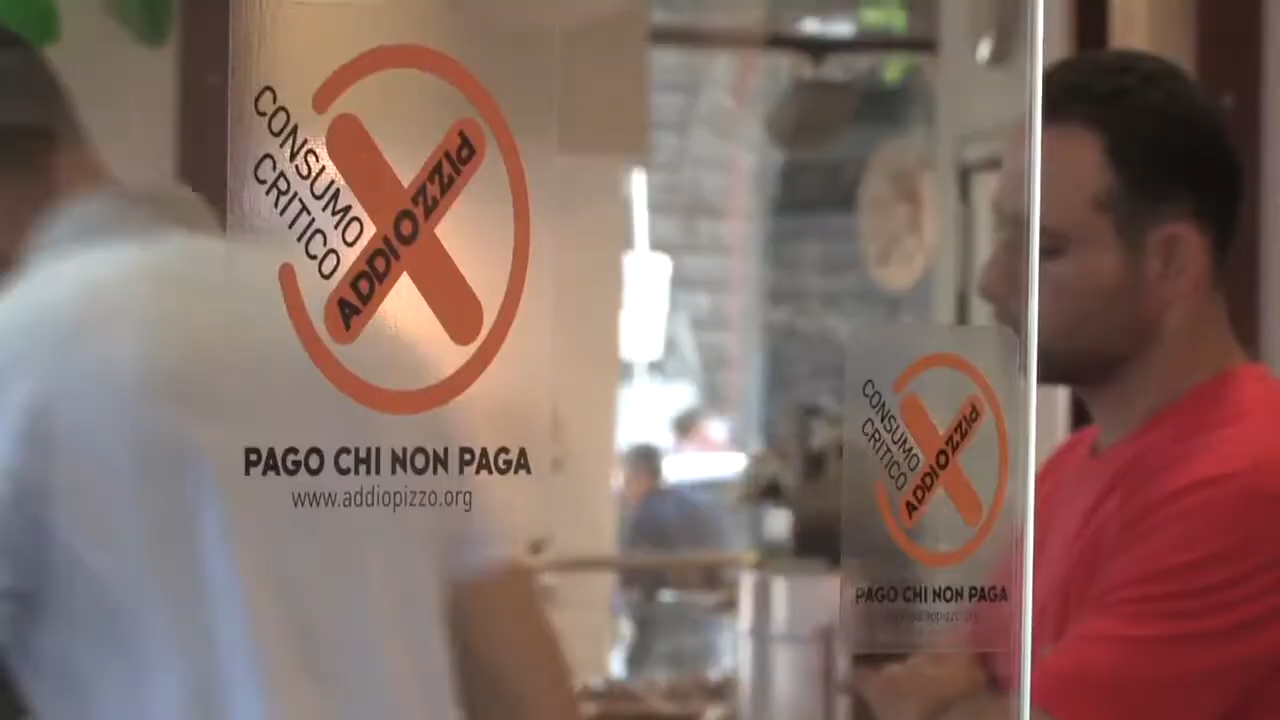 CONSUMO
CRITICO
ADDIOPIZZO
PAGO CHI NON PAGA
www.addiopizzo.org
CONSUMO
CRITICO
ADDIOPIZZO
PAGO CHI NON PAGA